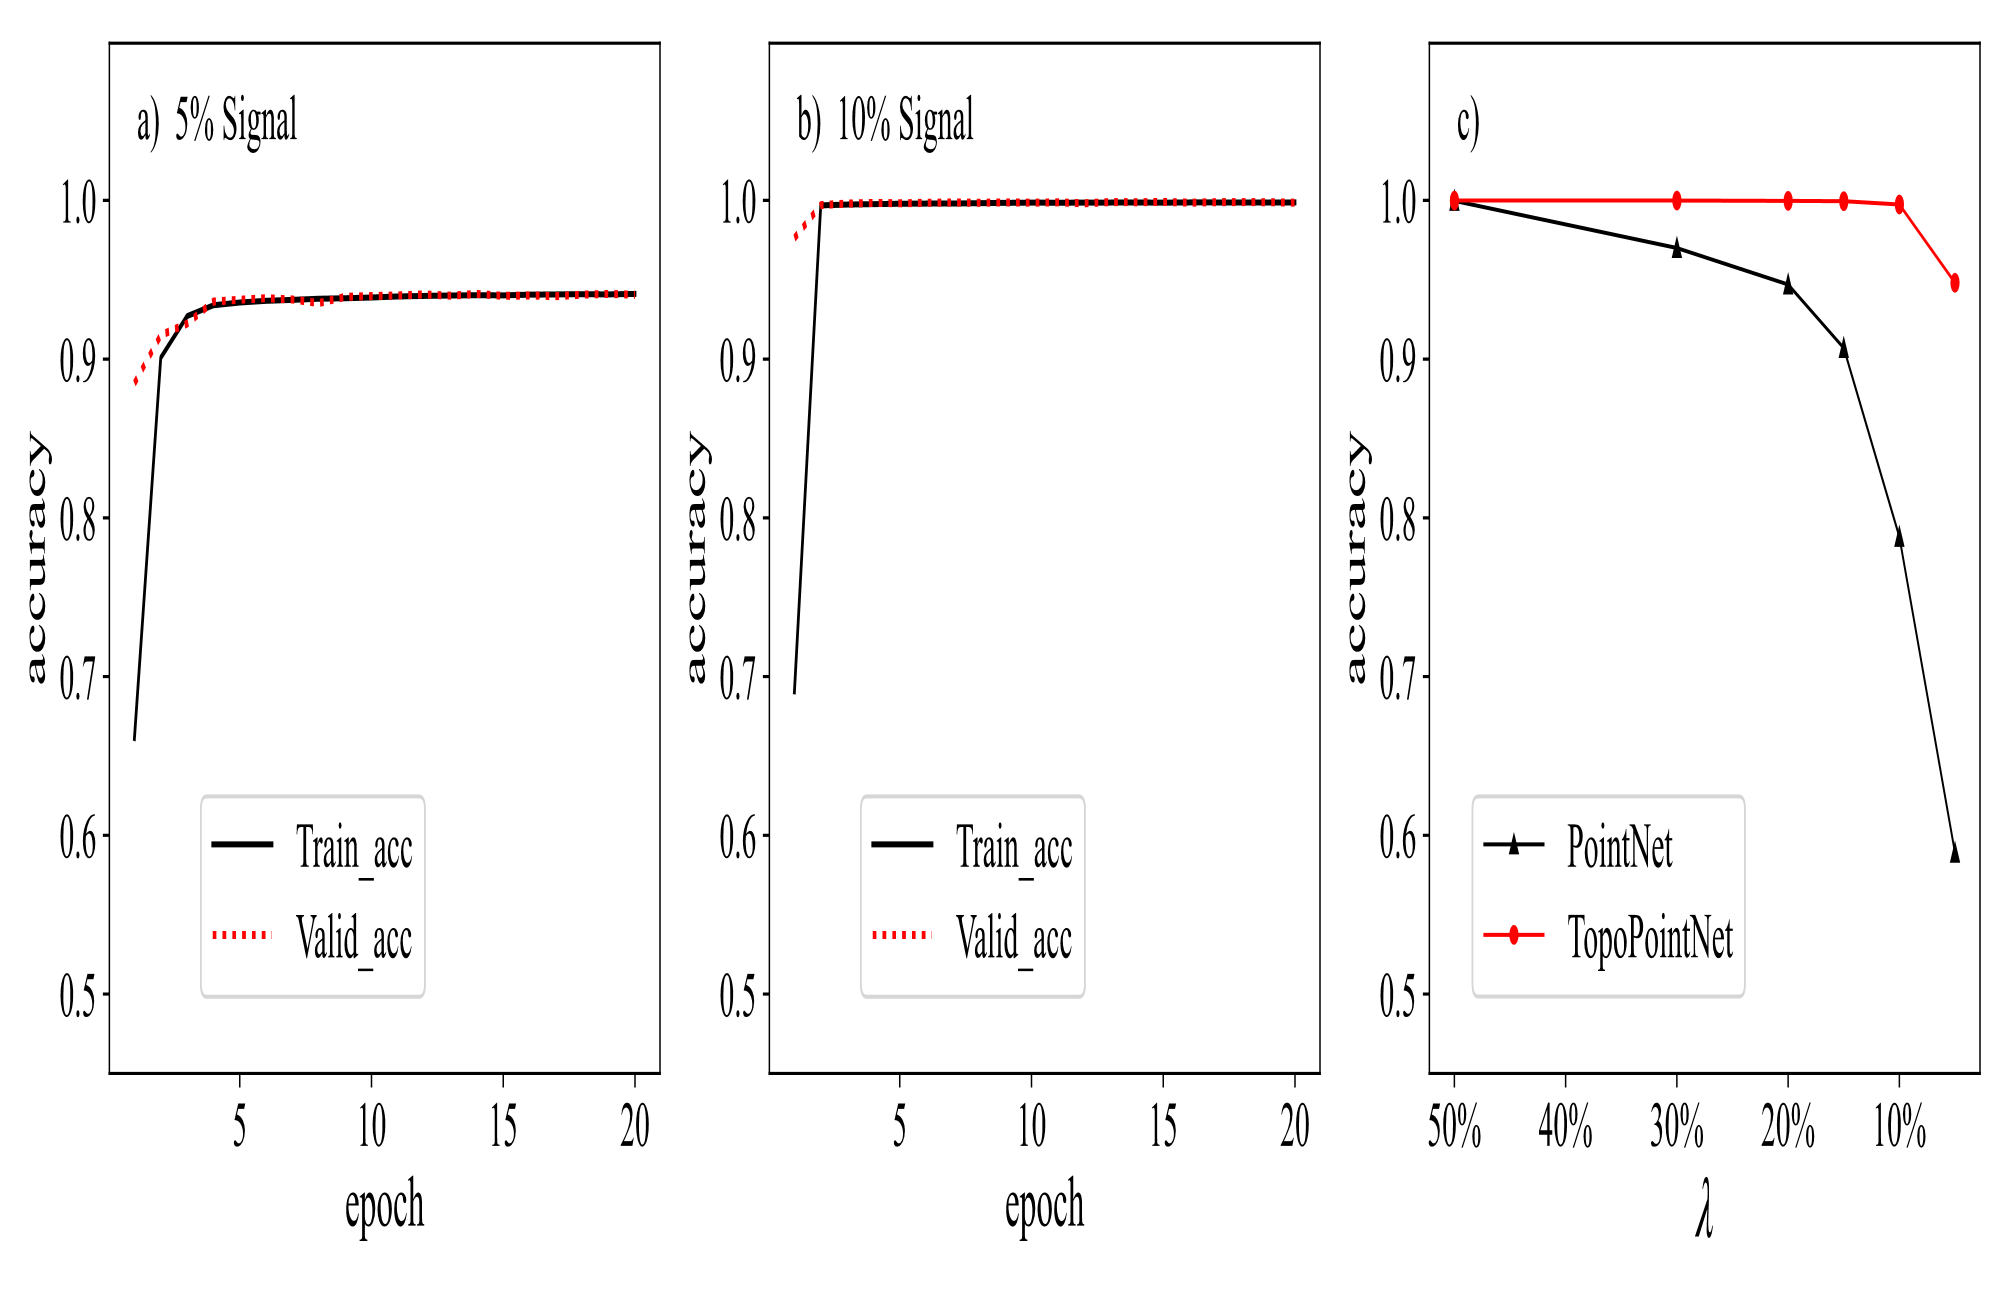 a) 5% Signal
1.0
0.9
0.8
0.7
0.6
0.5
accuracy
Train_acc
Valid_acc
5 10 15 20
epoch
b) 10% Signal
1.0
0.9
0.8
0.7
0.6
0.5
accuracy
Train_acc
Valid_acc
5 10 15 20
epoch
c)
1.0
0.9
0.8
0.7
0.6
0.5
accuracy
PointNet
TopoPointNet
50% 40% 30% 20% 10%
λ